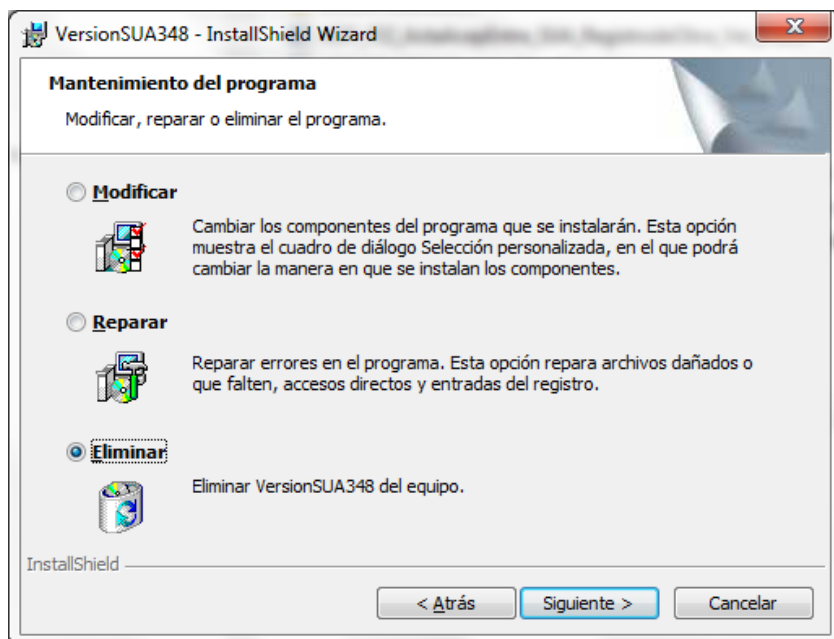 VersionSUA348 - InstallShield Wizard
Mantenimiento del programa
Modificar, reparar o eliminar el programa.
Modificar
Cambiar los componentes del programa que se instalarán. Esta opción
muestra el cuadro de diálogo Selección personalizada, en el que podrá
cambiar la manera en que se instalan los componentes.
Reparar
Reparar errores en el programa. Esta opción repara archivos dañados o
que falten, accesos directos y entradas del registro.
Eliminar
Eliminar VersionSUA348 del equipo.
InstallShield
< Atrás
Siguiente >
Cancelar